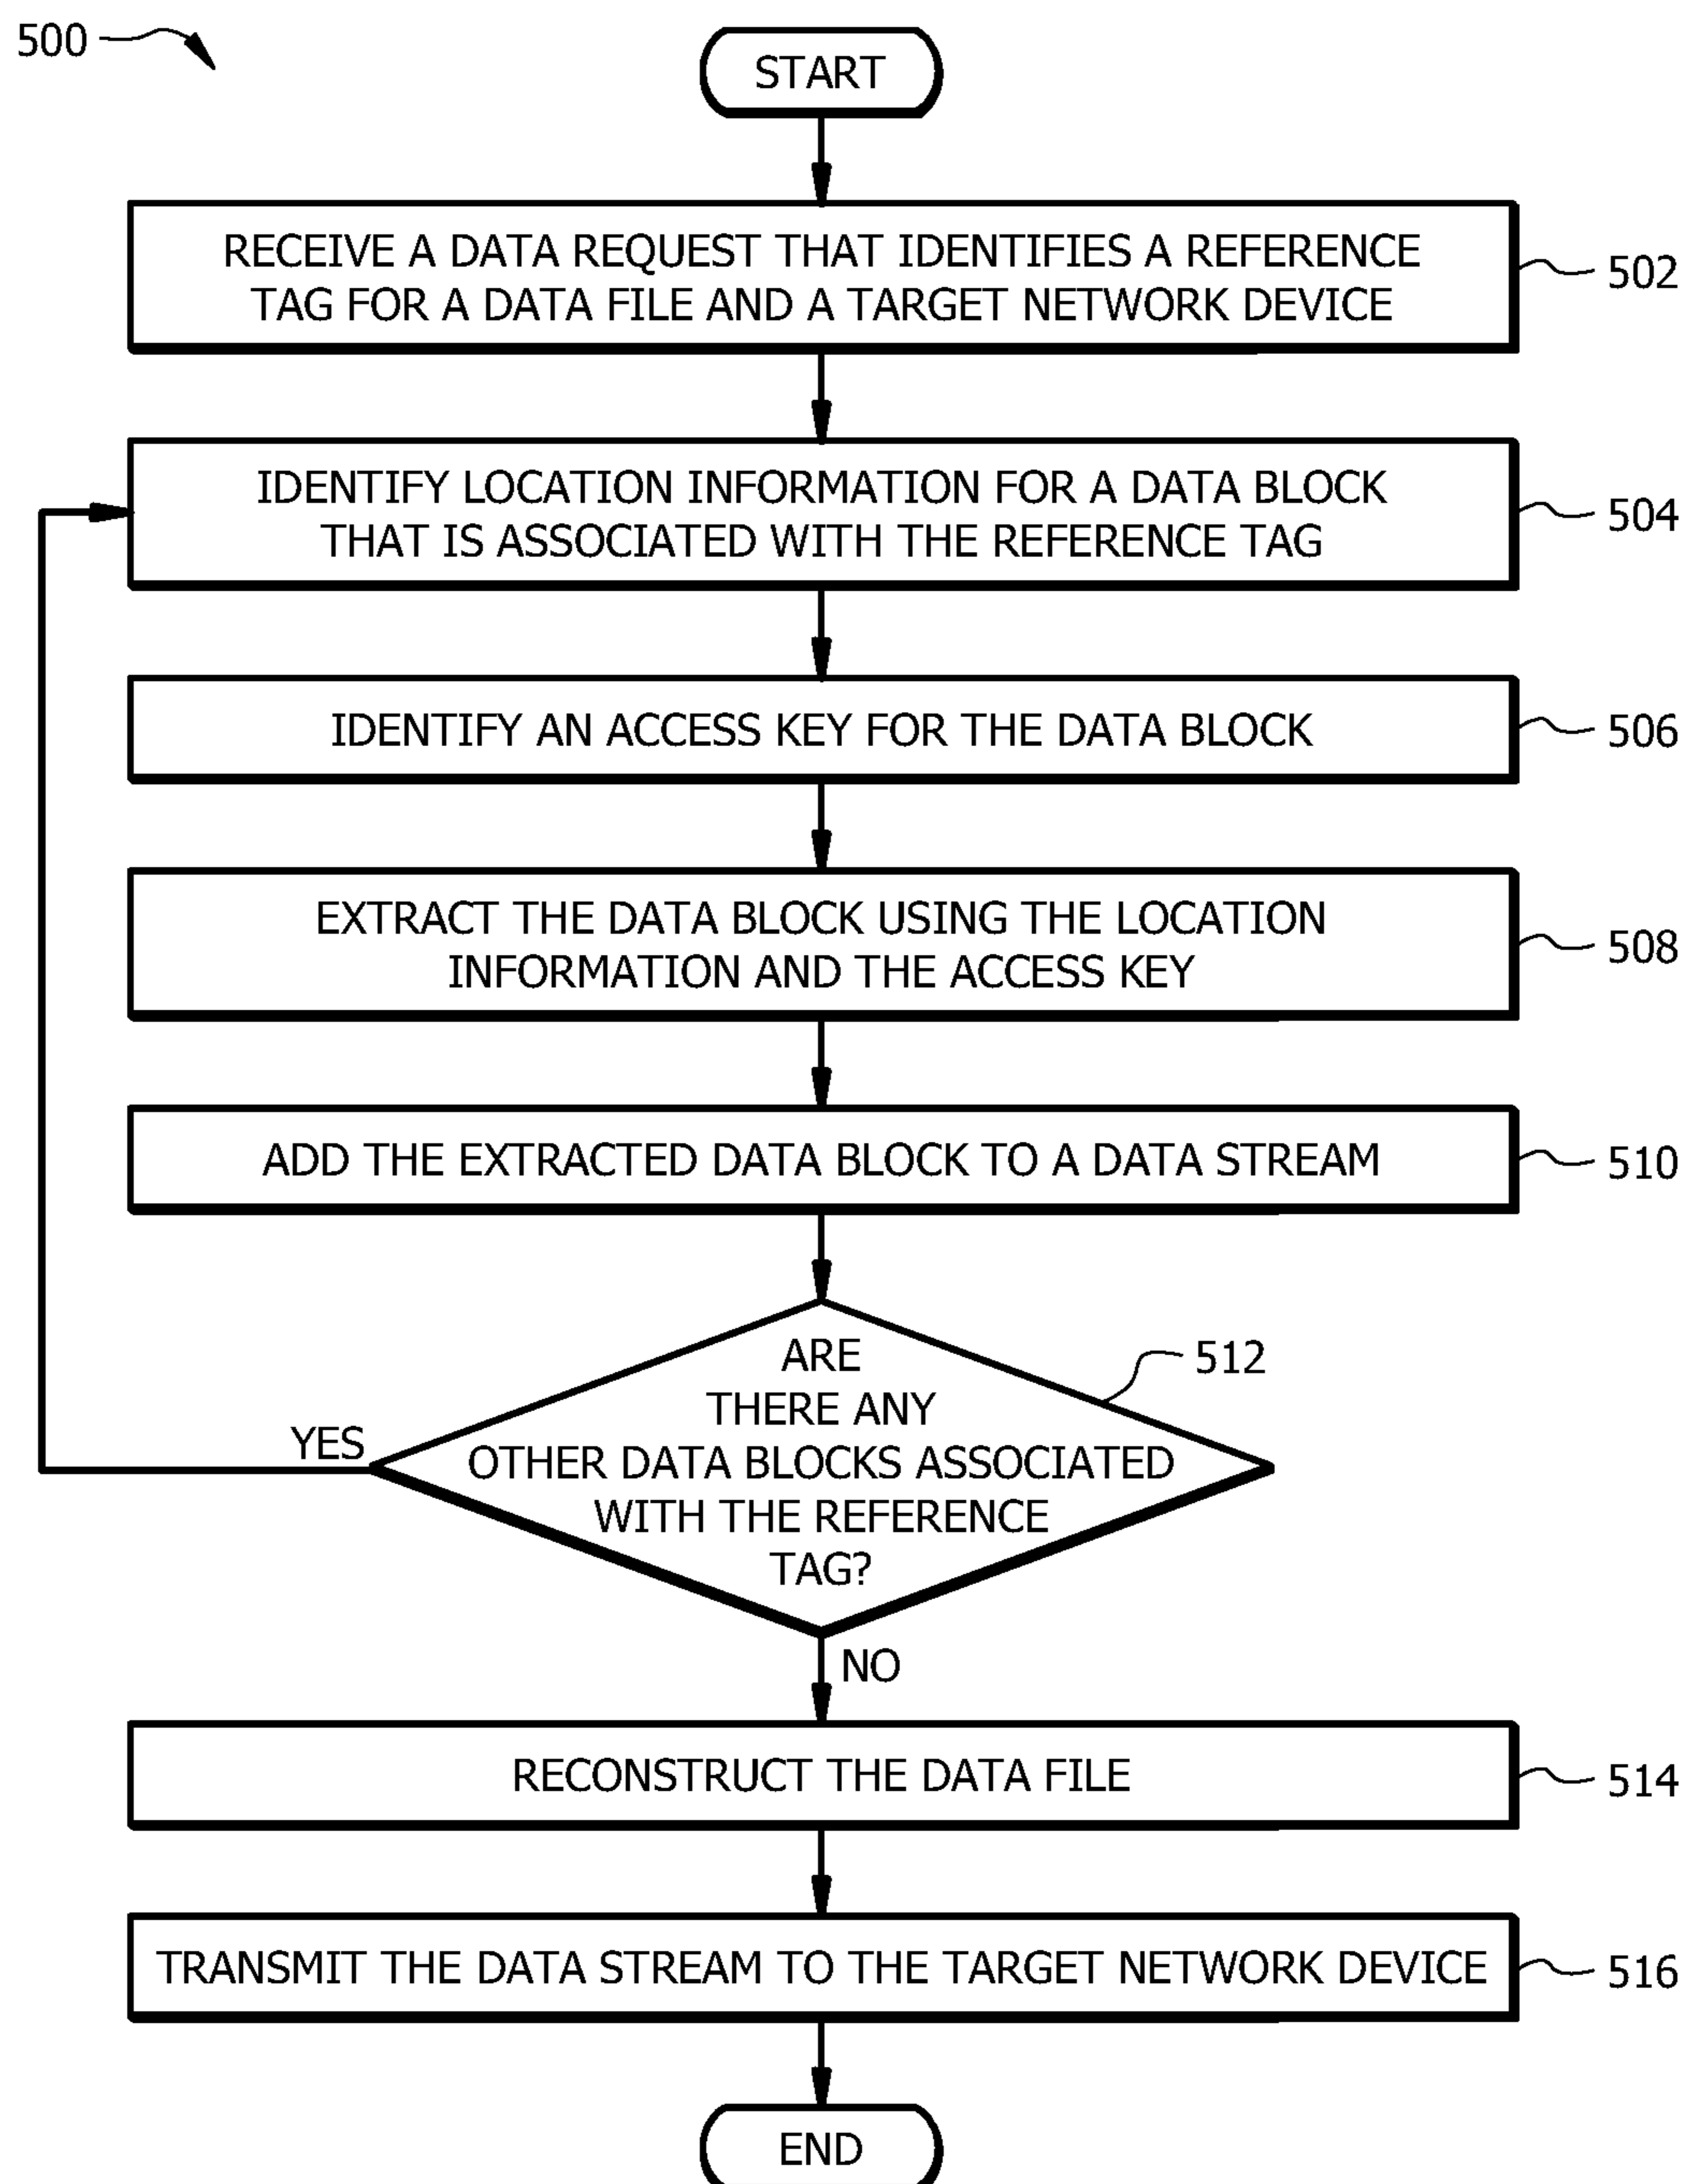 500
START
RECEIVE A DATA REQUEST THAT IDENTIFIES A REFERENCE
TAG FOR A DATA FILE AND A TARGET NETWORK DEVICE
502
IDENTIFY LOCATION INFORMATION FOR A DATA BLOCK
THAT IS ASSOCIATED WITH THE REFERENCE TAG
504
IDENTIFY AN ACCESS KEY FOR THE DATA BLOCK
506
EXTRACT THE DATA BLOCK USING THE LOCATION
INFORMATION AND THE ACCESS KEY
508
ADD THE EXTRACTED DATA BLOCK TO A DATA STREAM
510
ARE
THERE ANY
OTHER DATA BLOCKS ASSOCIATED
WITH THE REFERENCE
TAG?
512
YES
NO
RECONSTRUCT THE DATA FILE
514
TRANSMIT THE DATA STREAM TO THE TARGET NETWORK DEVICE
516
END